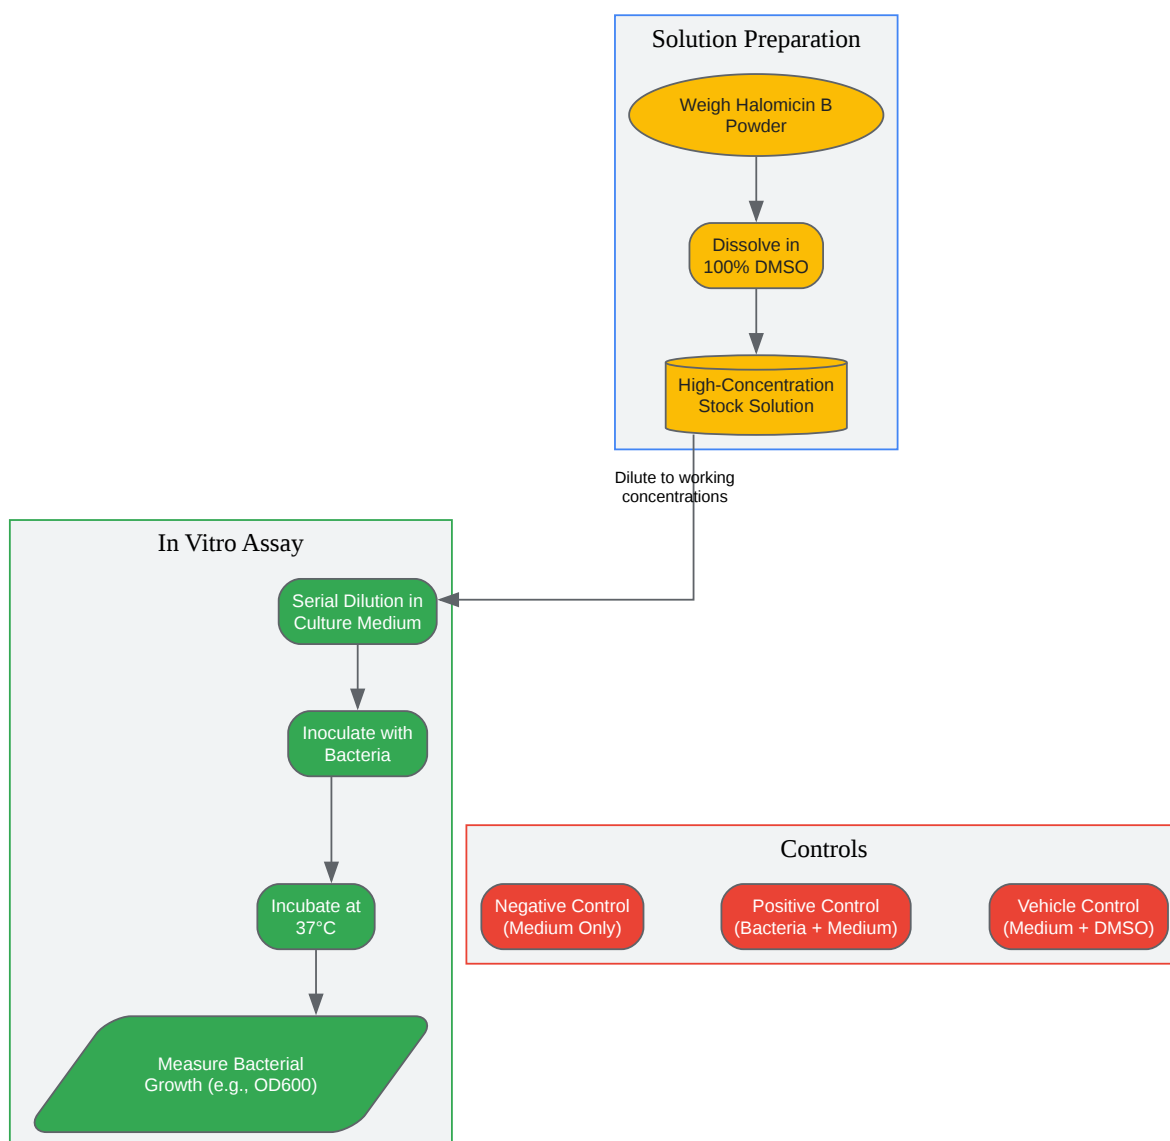 Solution Preparation
Weigh Halomicin B
Powder
Dissolve in
100% DMSO
High-Concentration
Stock Solution
Dilute to working
concentrations
In Vitro Assay
Serial Dilution in
Culture Medium
Inoculate with
Bacteria
Incubate at
37°C
Measure Bacterial
Growth (e.g., OD600)
Controls
Negative Control
(Medium Only)
Positive Control
(Bacteria + Medium)
Vehicle Control
(Medium + DMSO)